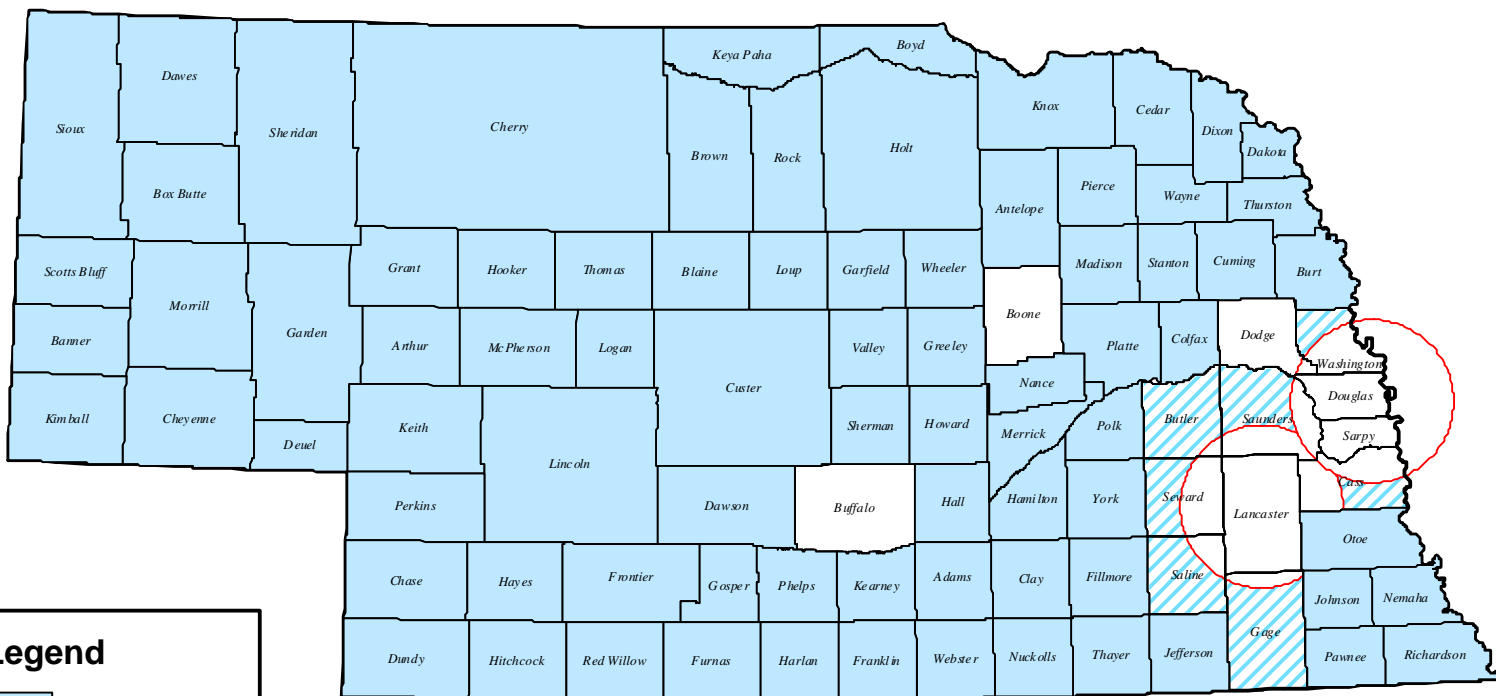 Keya Paha
Boyd
Dawes
Knox
Cedar
Sioux
Sheridan
Cherry
Dixon
Brown
Rock
Holt
Dakota
Box Butte
Antelope
Pierce
Wayne
Thurston
Scotts Bluff
Grant
Hooker
Thomas
Blaine
Loup
Garfield
Wheeler
Madison
Stanton
Cuming
Burt
Morrill
Garden
Boone
Banner
Arthur
McPherson
Logan
Valley
Greeley
Platte
Colfax
Dodge
Washington
Custer
Nance
Douglas
Kimball
Cheyenne
Deuel
Keith
Sherman
Howard
Merrick
Polk
Butler
Saunders
Sarpy
Lincoln
Perkins
Dawson
Buffalo
Hall
Hamilton
York
Seward
Lancaster
Cass
Otoe
Chase
Hayes
Frontier
Gosper
Phelps
Kearney
Adams
Clay
Fillmore
Saline
Johnson
Nemaha
Gage
Dundy
Hitchcock
Red Willow
Furnas
Harlan
Franklin
Webster
Nuckolls
Thayer
Jefferson
Pawnee
Richardson
Legend